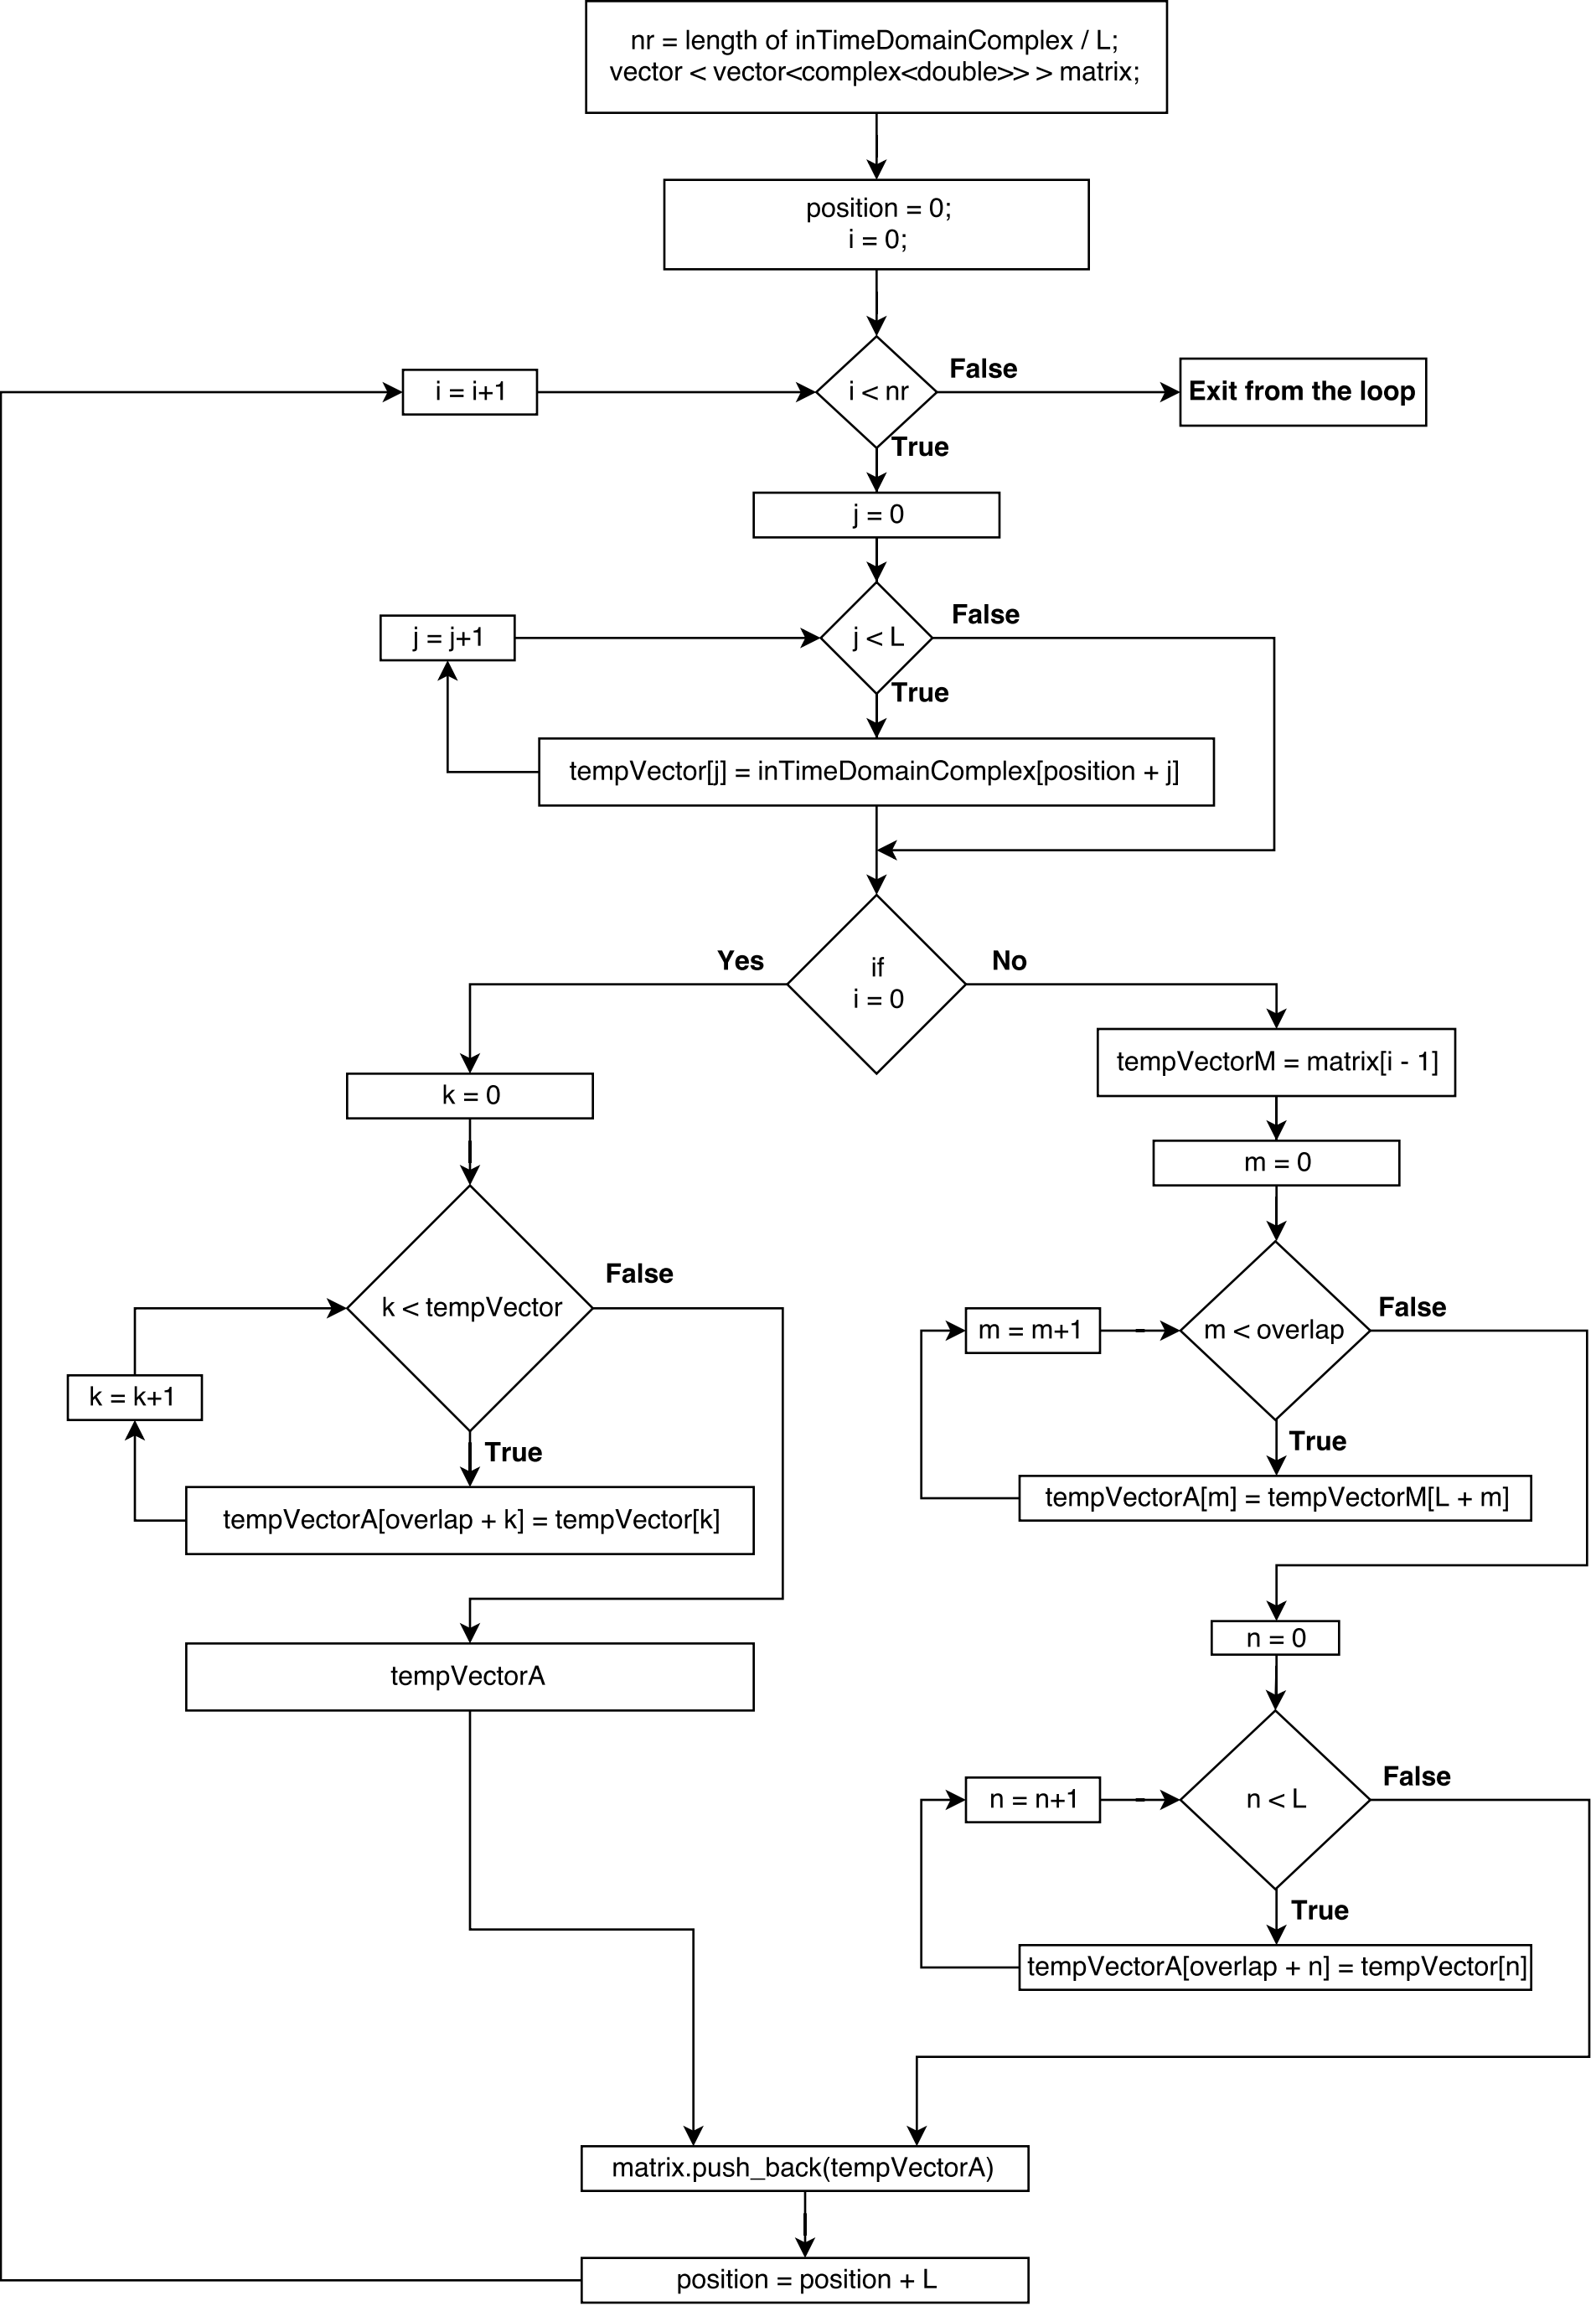 nr = length of inTimeDomainComplex / L;
vector < vector<complex<double>> > matrix;
position = 0;
i = 0;
i = i+1
i < nr
False
Exit from the loop
True
j = 0
j = j+1
j < L
False
True
tempVector[j] = inTimeDomainComplex[position + j]
Yes
if
i = 0
No
k = 0
k < tempVector
False
k = k+1
True
tempVectorA[overlap + k] = tempVector[k]
tempVectorA
tempVectorM = matrix[i - 1]
m = 0
m = m+1
m < overlap
False
True
tempVectorA[m] = tempVectorM[L + m]
n = 0
n = n+1
n < L
False
True
tempVectorA[overlap + n] = tempVector[n]
matrix.push_back(tempVectorA)
position = position + L